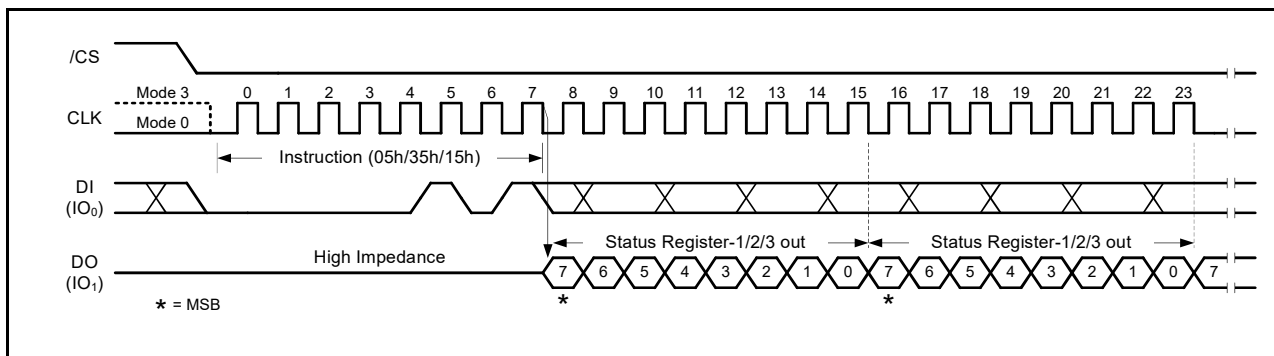 /CS
Mode 3
0 1 2 3 4 5 6 7 8 9 10 11 12 13 14 15 16 17 18 19 20 21 22 23
CLK
Mode 0
Instruction (05h/35h/15h)
DI
(IO0)
Status Register-1/2/3 out Status Register-1/2/3 out
High Impedance
DO
(IO1)
7 6 5 4 3 2 1 0 7 6 5 4 3 2 1 0 7
* *
* = MSB